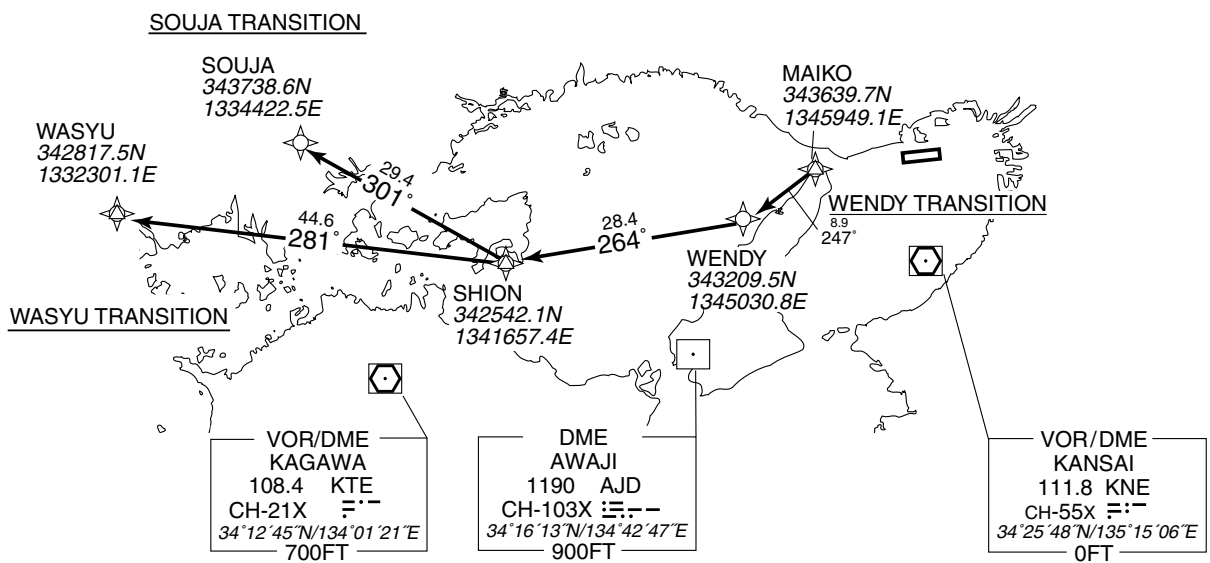 SOUJA TRANSITION
SOUJA
343738.6N
1334422.5E
MAIKO
343639.7N
1345949.1E
WASYU
342817.5N
1332301.1E
29.4
301°
44.6
281°
28.4
264°
WENDY TRANSITION
8.9
247°
WENDY
343209.5N
1345030.8E
SHION
342542.1N
1341657.4E
WASYU TRANSITION
VOR/DME
KAGAWA
108.4 KTE
CH-21X
34°12´45˝N/134°01´21˝E
700FT
DME
AWAJI
1190 AJD
CH-103X
34°16´13˝N/134°42´47˝E
900FT
VOR/DME
KANSAI
111.8 KNE
CH-55X
34°25´48˝N/135°15´06˝E
0FT